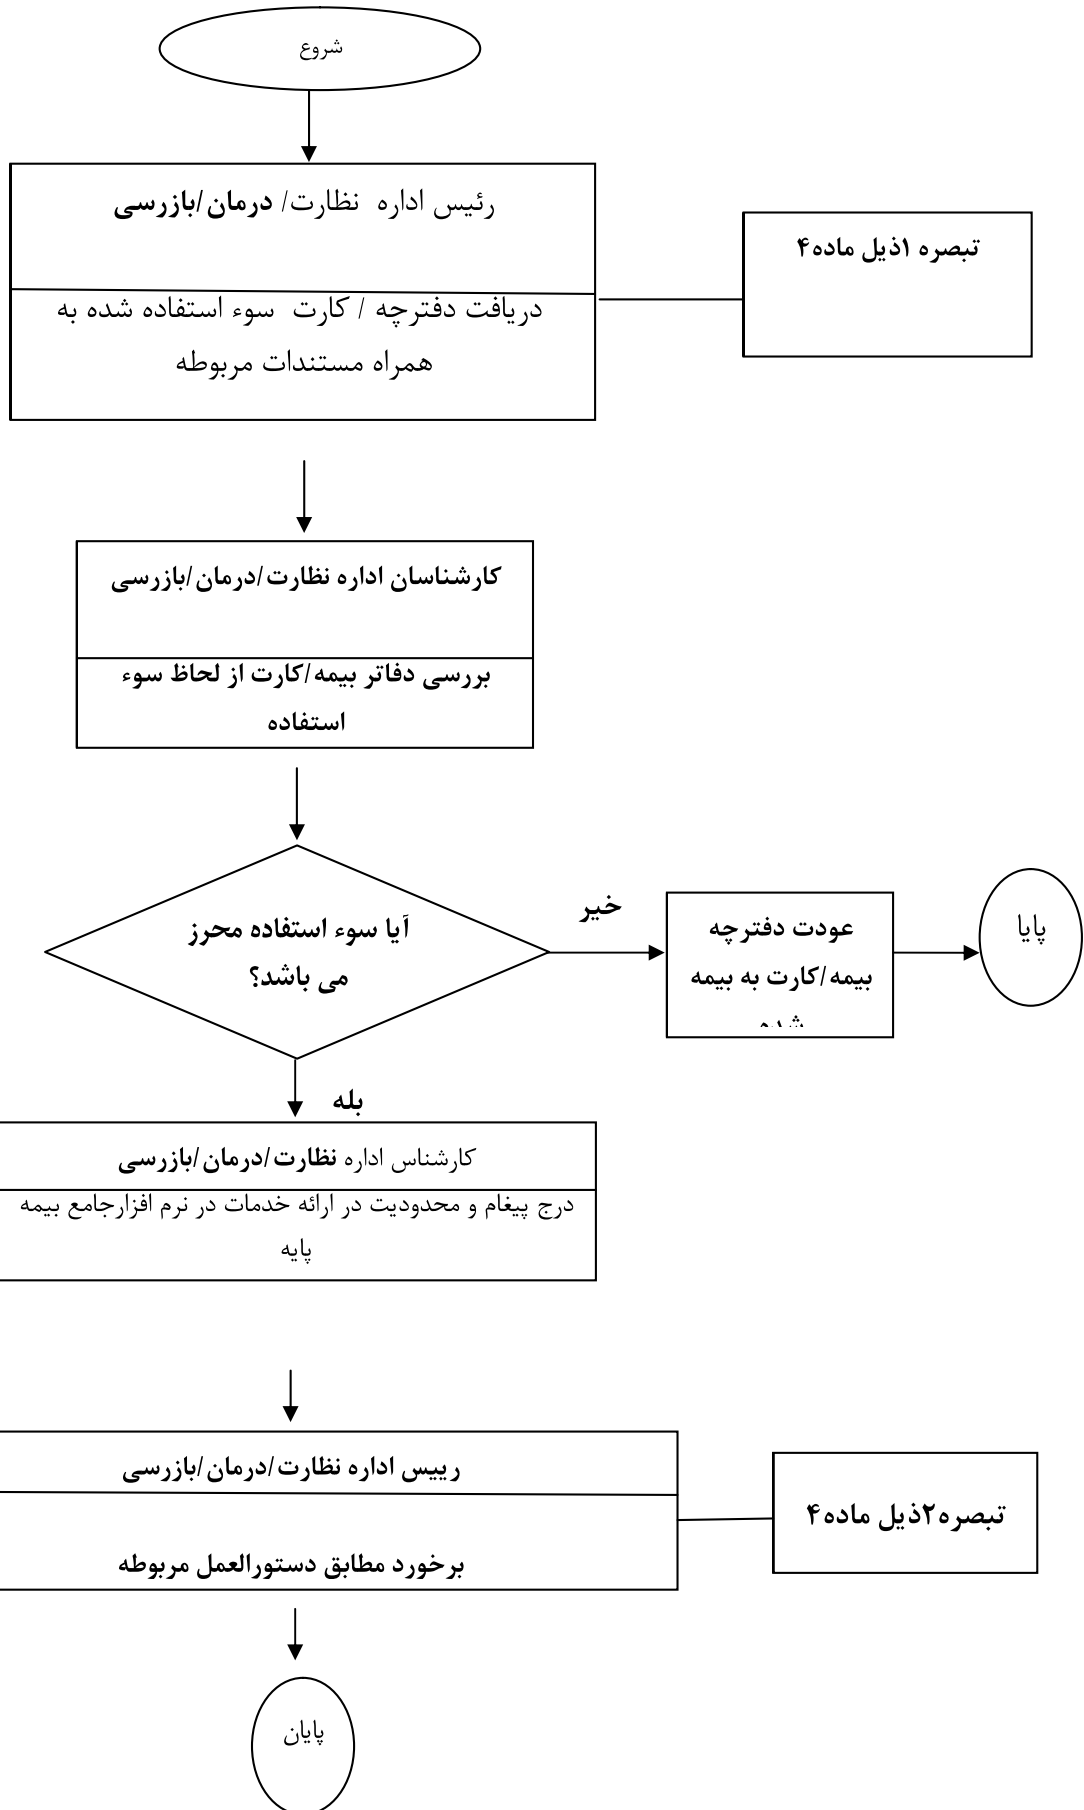 شروع
رئیس اداره نظارت/ درمان/بازرسی
تبصره ۱ذیل ماده۴
دریافت دفترچه / کارت سوء استفاده شده به
همراه مستندات مربوطه
کارشناسان اداره نظارت/درمان/بازرسی
بررسی دفاتر بیمه/کارت از لحاظ سوء
استفاده
آیا سوء استفاده محرز
می باشد؟
خیر
عودت دفترچه
بیمه/کارت به بیمه
شده
پایا
بله
کارشناس اداره نظارت/درمان/بازرسی
درج پیغام و محدودیت در ارائه خدمات در نرم افزارجامع بیمه
پایه
رییس اداره نظارت/درمان/بازرسی
برخورد مطابق دستورالعمل مربوطه
تبصره۲ذیل ماده۴
پایان